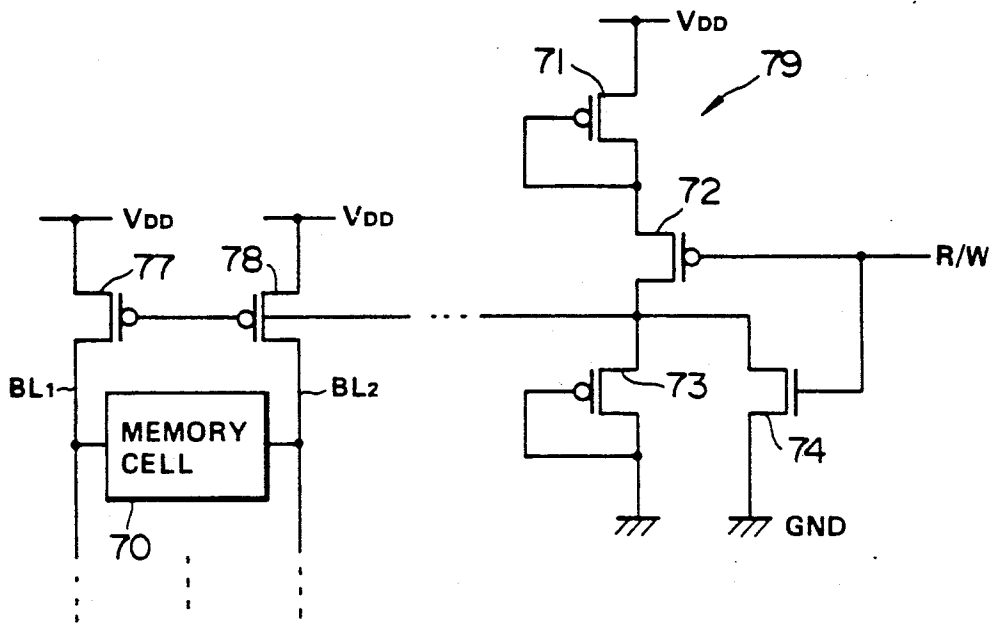 VDD
71
79
72
R/W
VDD
VDD
77
78
BL1
BL2
73
74
MEMORY
CELL
70
GND